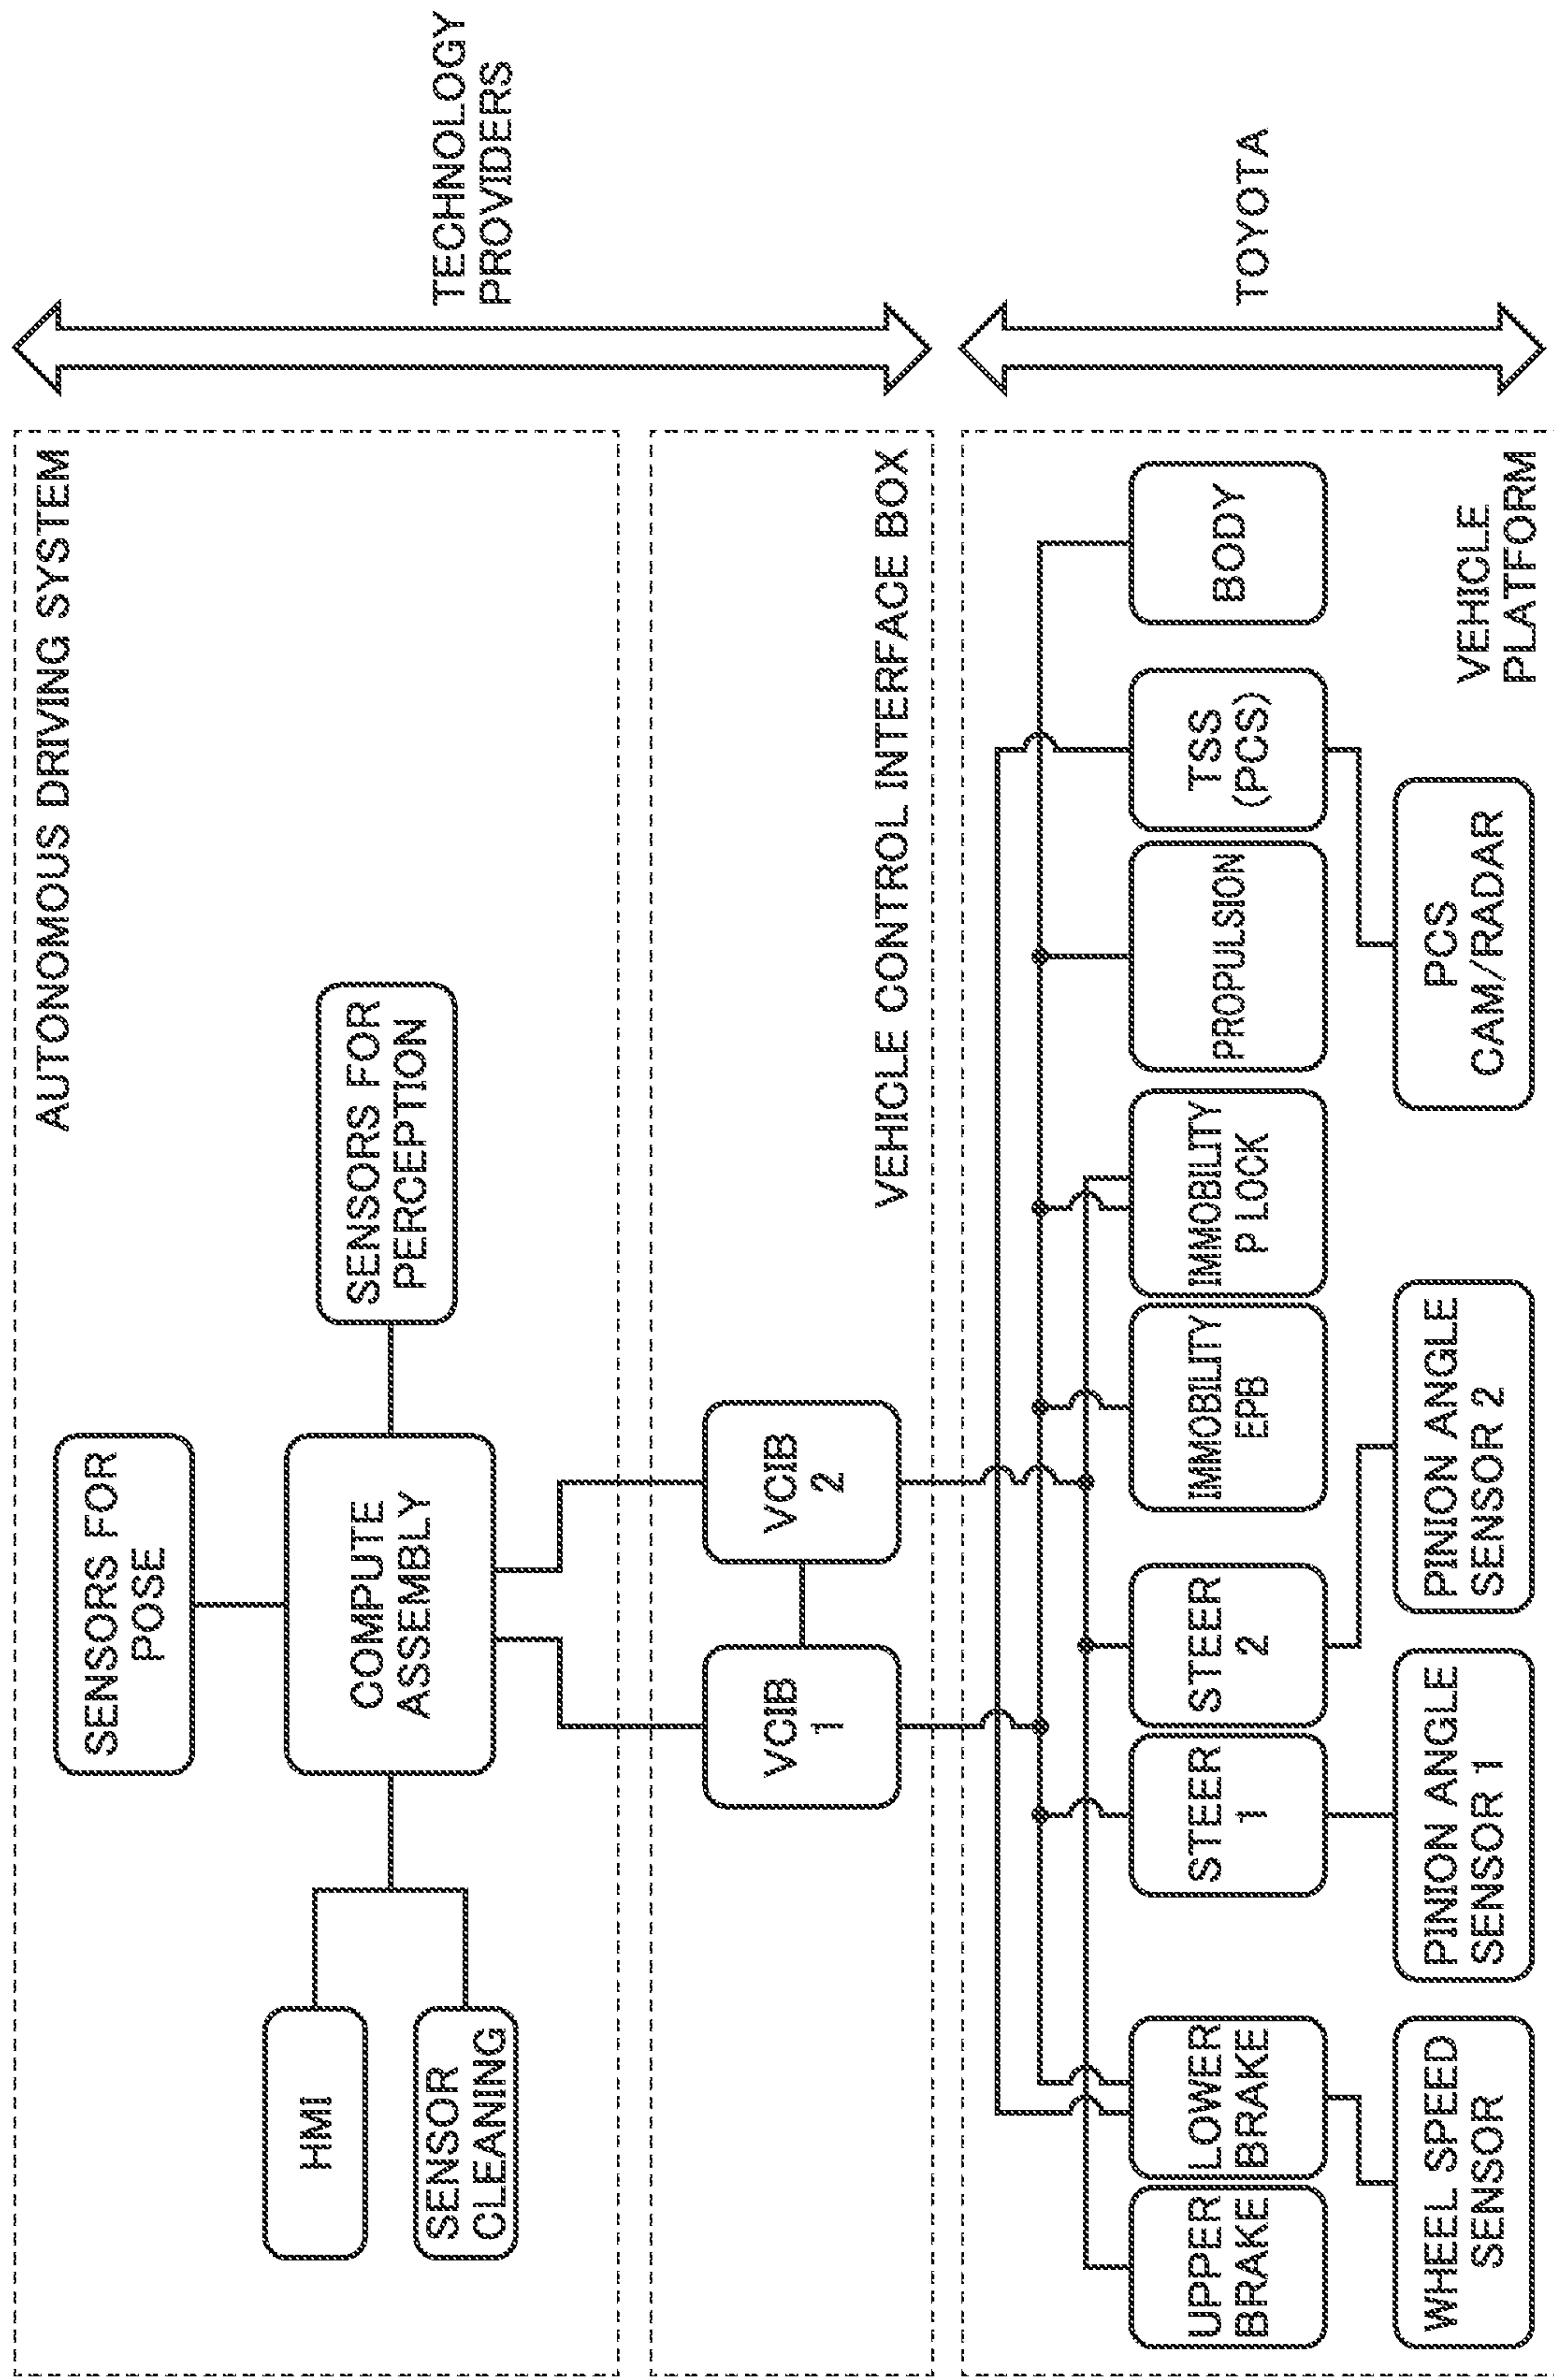 AUTONOMOUS DRIVING SYSTEM
SENSORS FOR
POSE
HMI
SENSOR
CLEANING
COMPUTE
ASSEMBLY
SENSORS FOR
PERCEPTION
TECHNOLOGY
PROVIDERS
VCIB
1
VCIB
2
VEHICLE CONTROL INTERFACE BOX
UPPER
BRAKE
LOWER
BRAKE
STEER
1
STEER
2
IMMOBILITY
EPB
IMMOBILITY
P LOCK
PROPULSION
TSS
(PCS)
BODY
TOYOTA
WHEEL SPEED
SENSOR
PINION ANGLE
SENSOR 1
PINION ANGLE
SENSOR 2
PCS
CAM/RADAR
VEHICLE
PLATFORM